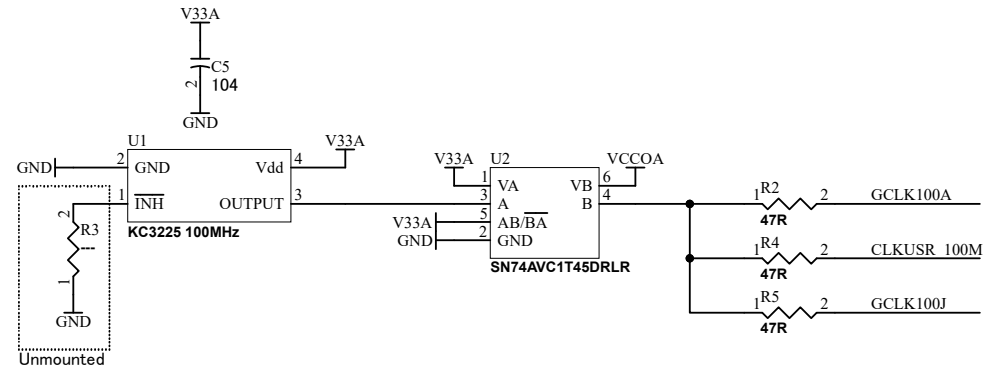 V33A
C5
2
104
GND
U1
V33A
GND
2
GND
Vdd
4
1
INH
OUTPUT
3
KC3225 100MHz
2
R3
---
1
GND
Unmounted
U2
V33A
VCCOA
1
VA
VB
6
3
A
B
4
V33A
5
AB/BA
GND
2
GND
SN74AVC1T45DRLR
R2
1
2
GCLK100A
47R
R4
1
2
CLKUSR_100M
47R
R5
1
2
GCLK100J
47R